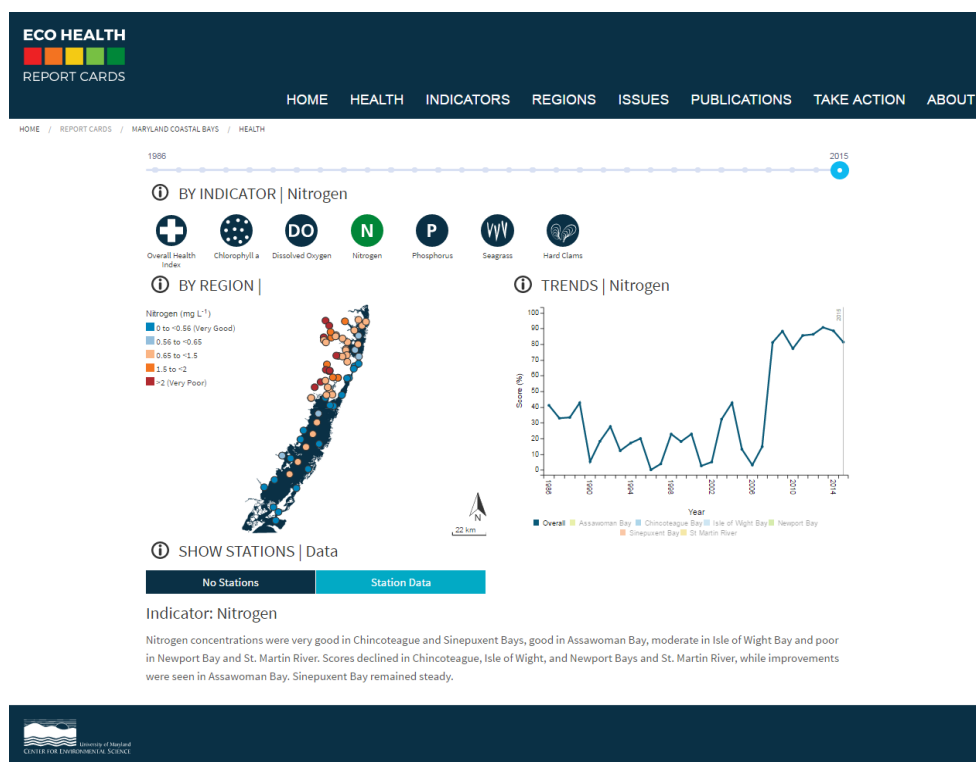 ECO HEALTH
REPORT CARDS
HOME HEALTH INDICATORS REGIONS ISSUES PUBLICATIONS TAKE ACTION ABOUT
HOME / REPORT CARDS / MARYLAND COASTAL BAYS / HEALTH
1986 2015
BY INDICATOR | Nitrogen
DO N P
Overall Health Index Chlorophyll a Dissolved Oxygen Nitrogen Phosphorus Seagrass Hard Clams
BY REGION |
Nitrogen (mg L⁻¹)
0 to <0.56 (Very Good)
0.56 to <0.65
0.65 to <1.5
1.5 to <2
>2 (Very Poor)
N
22 km
TRENDS | Nitrogen
2015
100
90
80
70
60
50
40
30
20
10
0
Score (%)
1986 1990 1994 1998 2002 2006 2010 2014
Year
Overall Assawoman Bay Chincoteague Bay Isle of Wight Bay Newport Bay
Sinepuxent Bay St Martin River
SHOW STATIONS | Data
No Stations Station Data
Indicator: Nitrogen
Nitrogen concentrations were very good in Chincoteague and Sinepuxent Bays, good in Assawoman Bay, moderate in Isle of Wight Bay and poor
in Newport Bay and St. Martin River. Scores declined in Chincoteague, Isle of Wight, and Newport Bays and St. Martin River, while improvements
were seen in Assawoman Bay. Sinepuxent Bay remained steady.
University of Maryland
CENTER FOR ENVIRONMENTAL SCIENCE